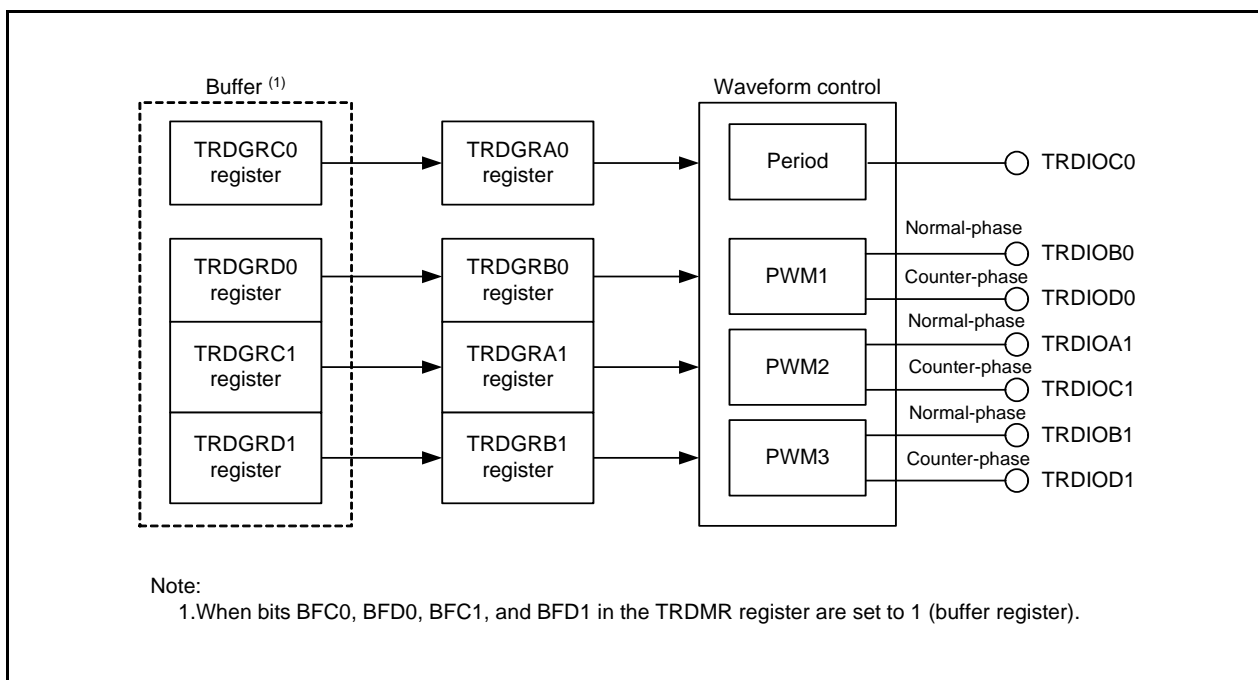 Buffer (1)
Waveform control
TRDGRC0
register
TRDGRA0
register
Period
TRDIOC0
TRDGRD0
register
TRDGRB0
register
PWM1
Normal-phase
TRDIOB0
Counter-phase
TRDIOD0
TRDGRC1
register
TRDGRA1
register
PWM2
Normal-phase
TRDIOA1
Counter-phase
TRDIOC1
TRDGRD1
register
TRDGRB1
register
PWM3
Normal-phase
TRDIOB1
Counter-phase
TRDIOD1
Note:
1.When bits BFC0, BFD0, BFC1, and BFD1 in the TRDMR register are set to 1 (buffer register).